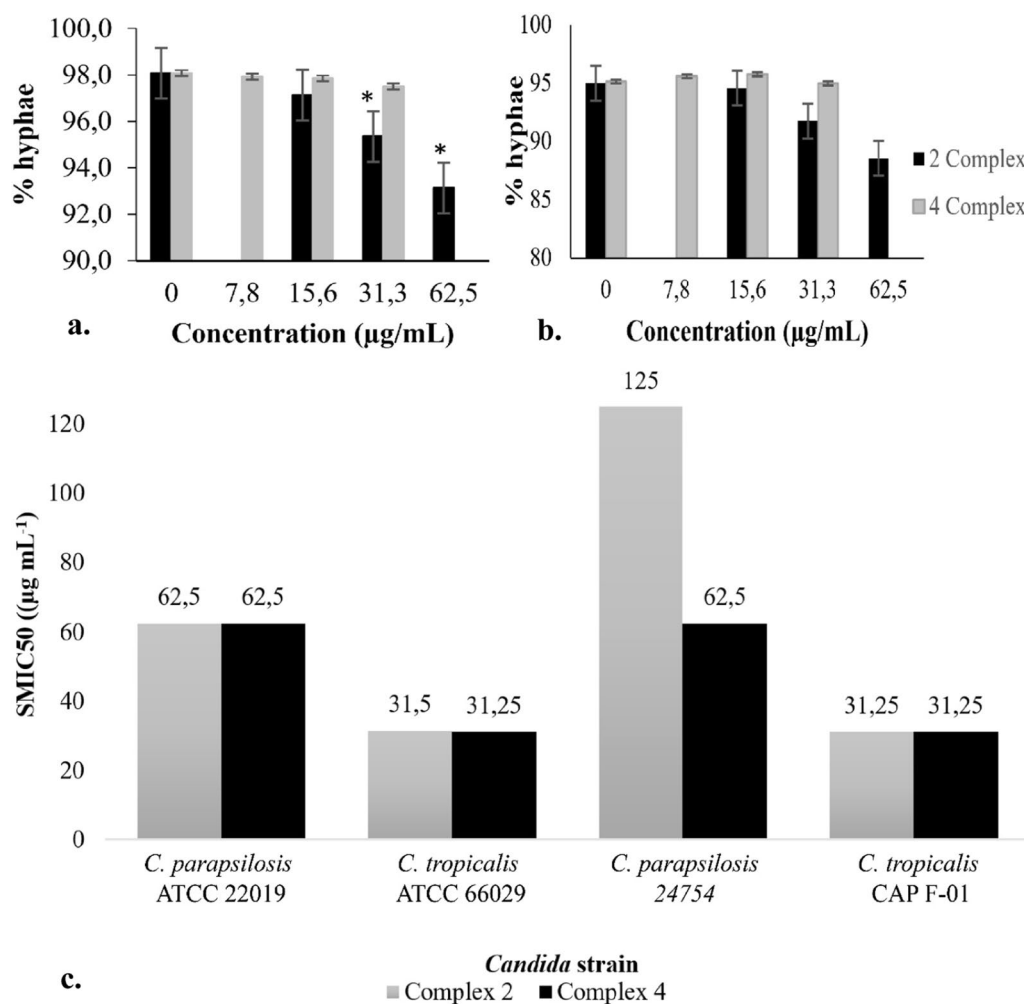 100,0
98,0
96,0
94,0
92,0
90,0
% hyphae
* *
0 7,8 15,6 31,3 62,5
Concentration (µg/mL)
a.
100
95
90
85
80
% hyphae
0 7,8 15,6 31,3 62,5
Concentration (µg/mL)
b.
2 Complex
4 Complex
120
100
80
60
40
20
0
SMIC50 ((µg mL⁻¹)
62,5 62,5
31,5 31,25
125
62,5
31,25 31,25
C. parapsilosis
ATCC 22019
C. tropicalis
ATCC 66029
C. parapsilosis
24754
C. tropicalis
CAP F-01
Candida strain
c.
Complex 2 Complex 4